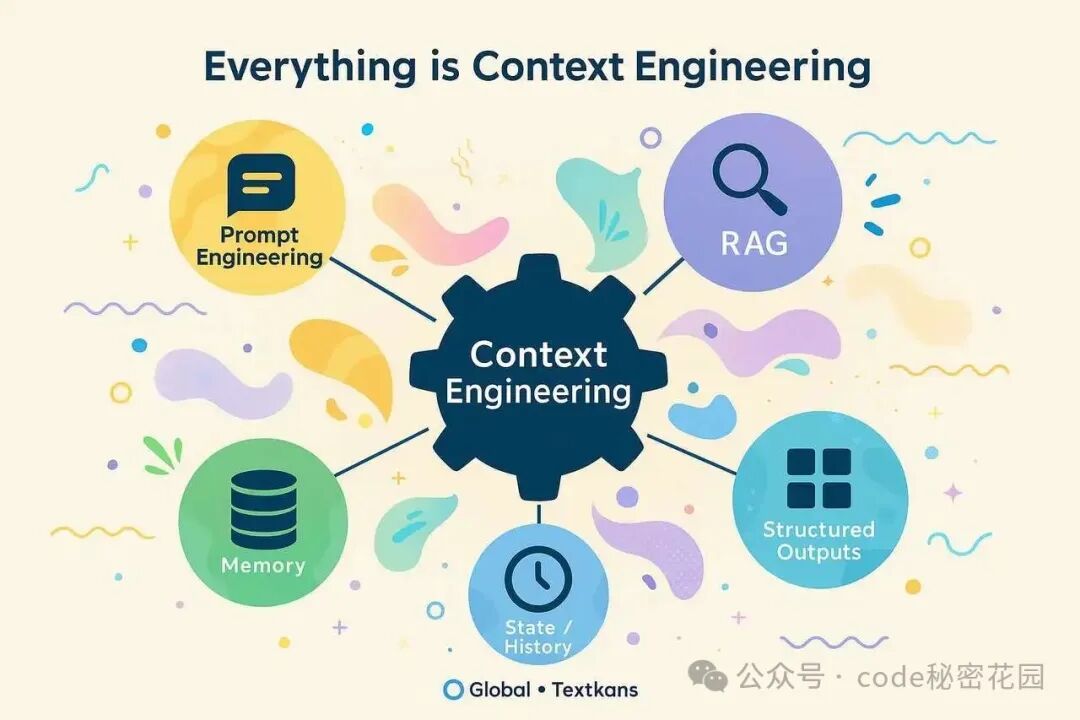 Everything is Context Engineering
Prompt
Engineering
RAG
Context
Engineering
Memory
Structured
Outputs
State /
History
Global • Textkans
公众号 · code秘密花园